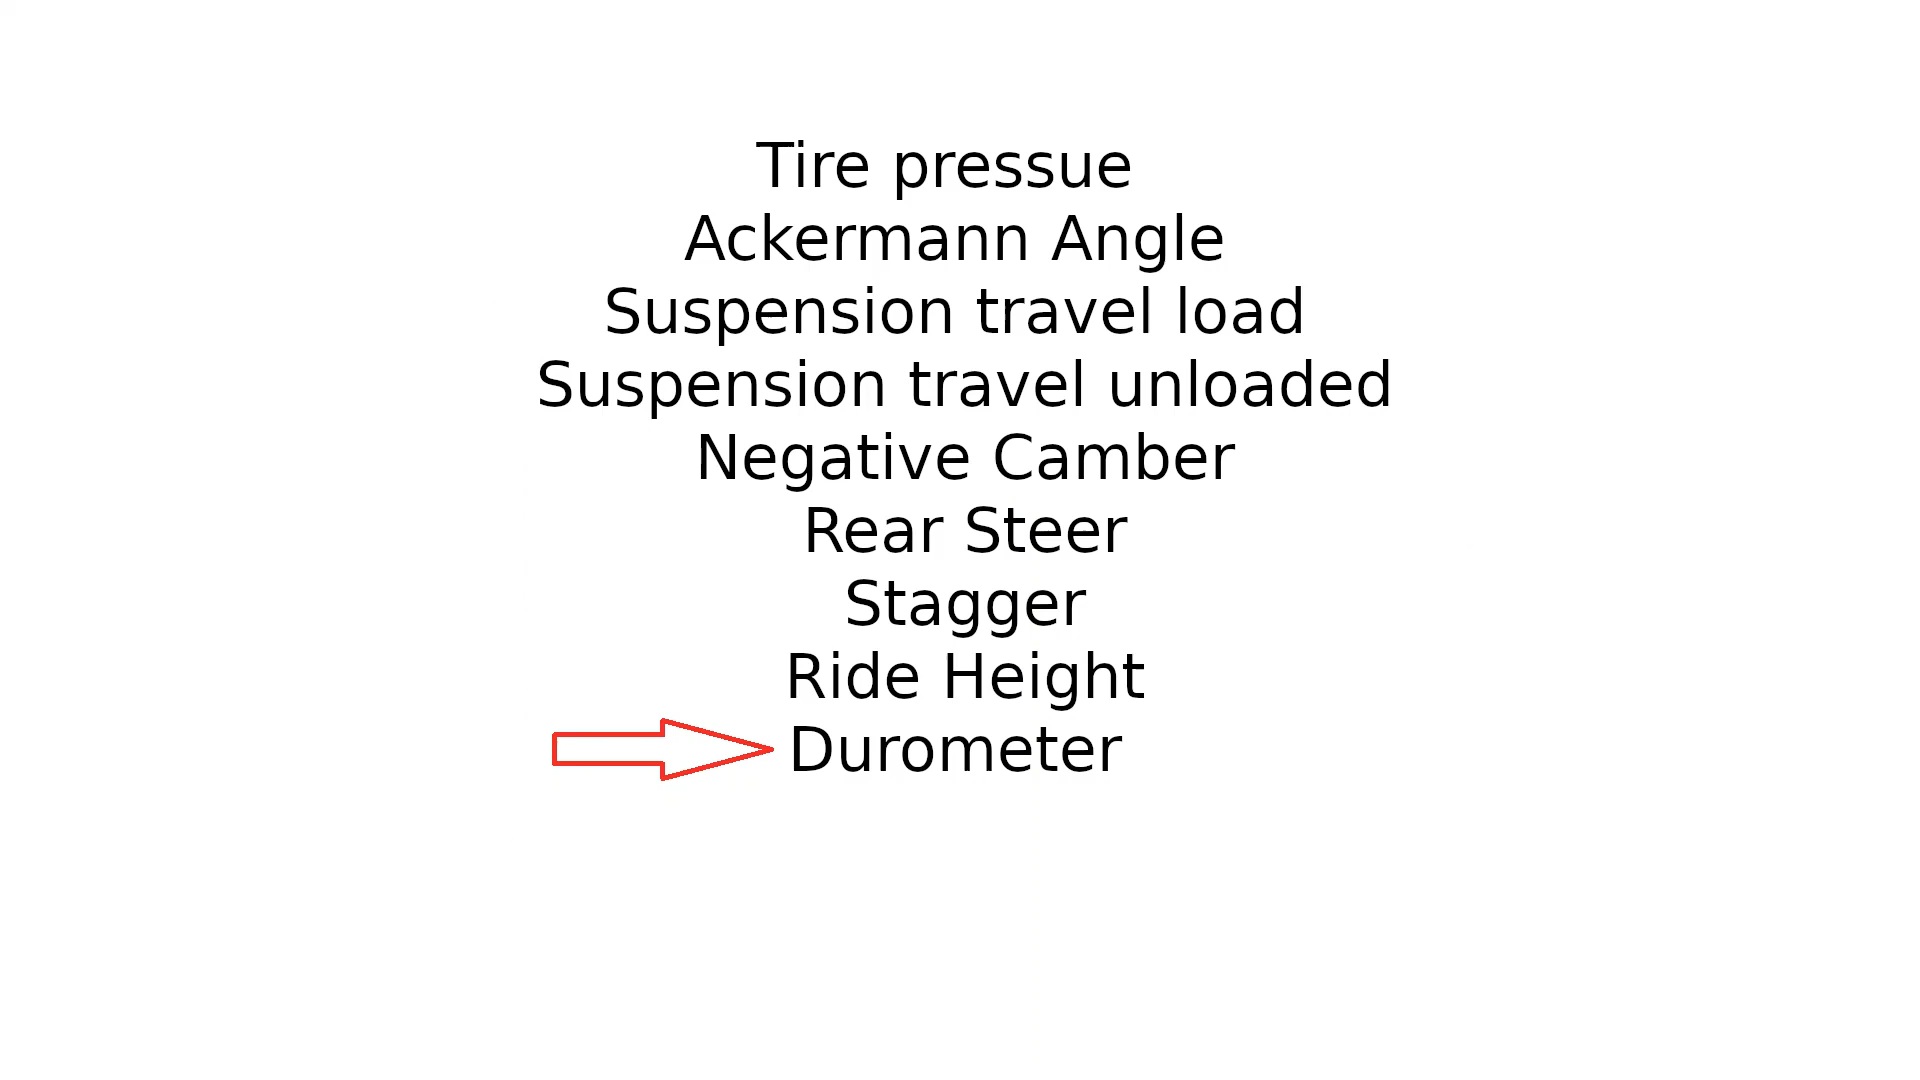 Tire pressue
Ackermann Angle
Suspension travel load
Suspension travel unloaded
Negative Camber
Rear Steer
Stagger
Ride Height
Durometer